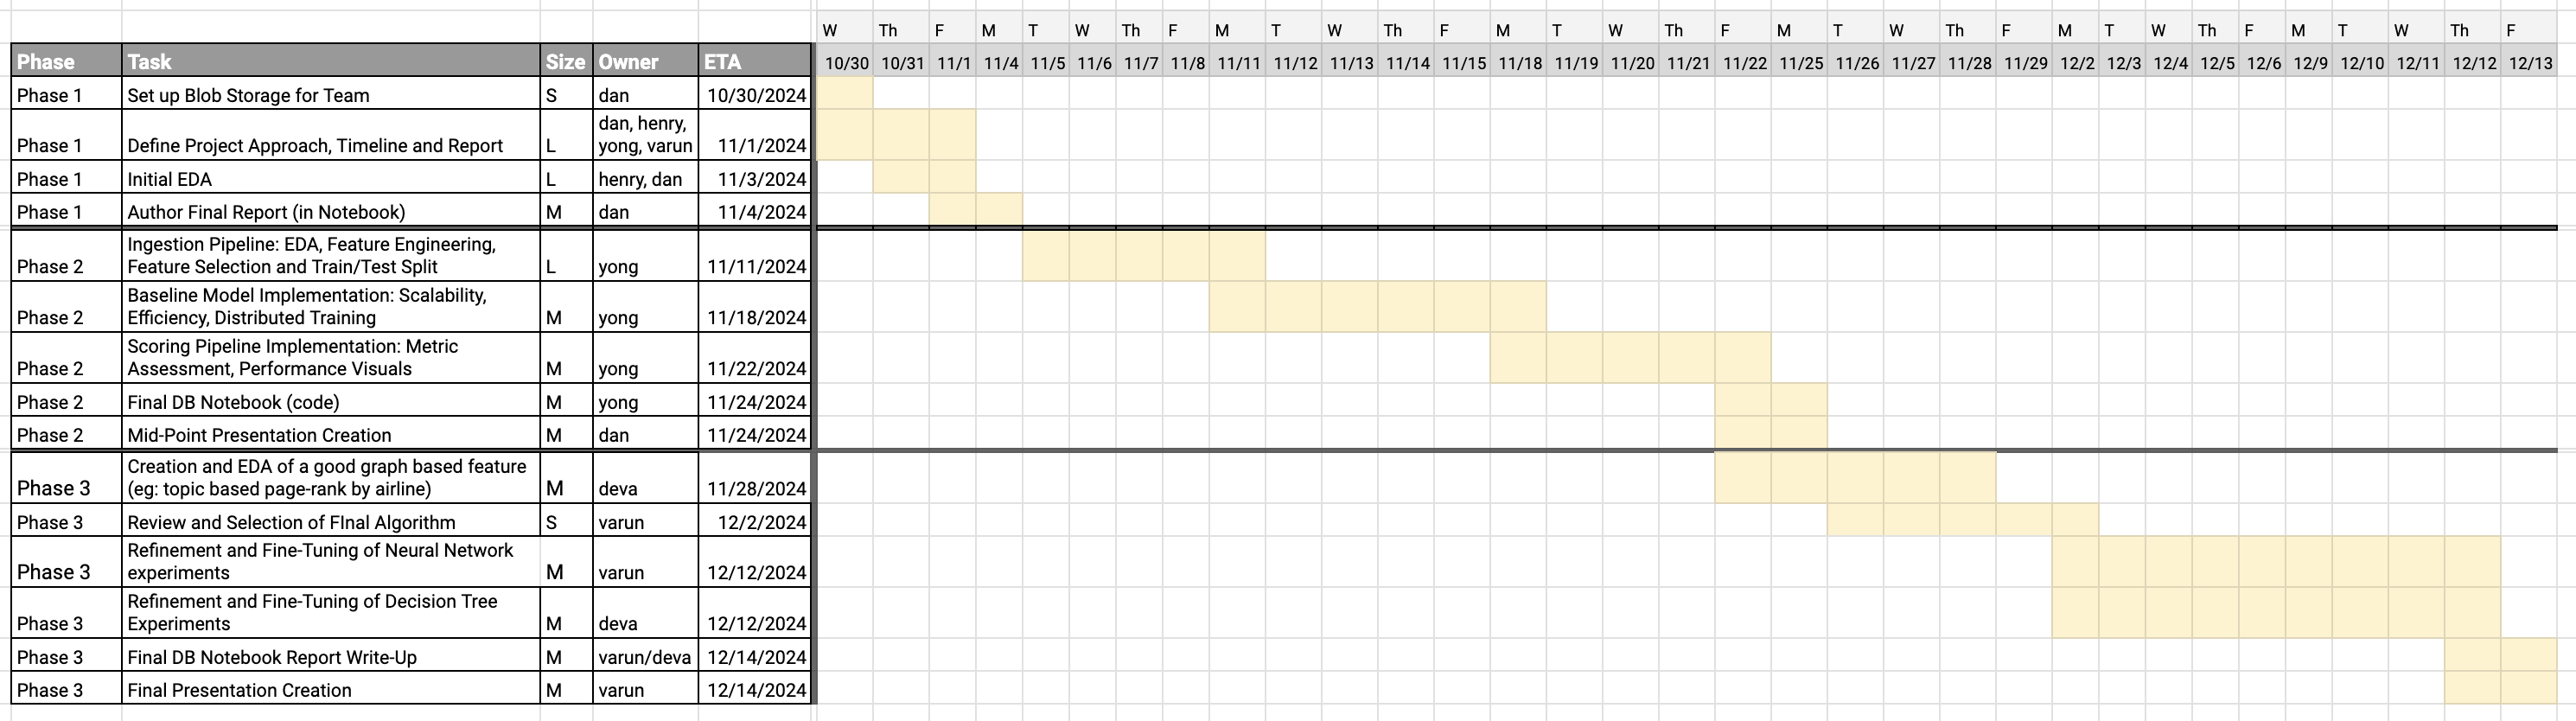 W Th F M T W Th F M T W Th F M T W Th F M T W Th F M T W Th F M T W Th F
Phase Task Size Owner ETA 10/30 10/31 11/1 11/4 11/5 11/6 11/7 11/8 11/11 11/12 11/13 11/14 11/15 11/18 11/19 11/20 11/21 11/22 11/25 11/26 11/27 11/28 11/29 12/2 12/3 12/4 12/5 12/6 12/9 12/10 12/11 12/12 12/13
Phase 1 Set up Blob Storage for Team S dan 10/30/2024
dan, henry,
Phase 1 Define Project Approach, Timeline and Report L yong, varun 11/1/2024
Phase 1 Initial EDA L henry, dan 11/3/2024
Phase 1 Author Final Report (in Notebook) M dan 11/4/2024
Ingestion Pipeline: EDA, Feature Engineering,
Phase 2 Feature Selection and Train/Test Split L yong 11/11/2024
Baseline Model Implementation: Scalability,
Phase 2 Efficiency, Distributed Training M yong 11/18/2024
Scoring Pipeline Implementation: Metric
Phase 2 Assessment, Performance Visuals M yong 11/22/2024
Phase 2 Final DB Notebook (code) M yong 11/24/2024
Phase 2 Mid-Point Presentation Creation M dan 11/24/2024
Creation and EDA of a good graph based feature
Phase 3 (eg: topic based page-rank by airline) M deva 11/28/2024
Phase 3 Review and Selection of FInal Algorithm S varun 12/2/2024
Refinement and Fine-Tuning of Neural Network
Phase 3 experiments M varun 12/12/2024
Refinement and Fine-Tuning of Decision Tree
Phase 3 Experiments M deva 12/12/2024
Phase 3 Final DB Notebook Report Write-Up M varun/deva 12/14/2024
Phase 3 Final Presentation Creation M varun 12/14/2024